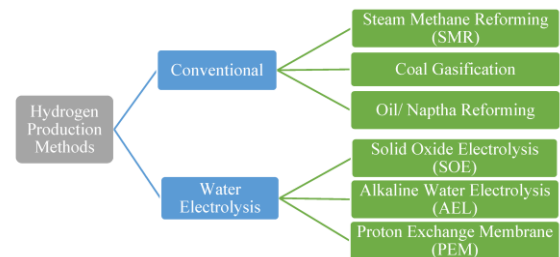 Hydrogen
Production
Methods
Conventional
Water
Electrolysis
Steam Methane Reforming
(SMR)
Coal Gasification
Oil/ Naptha Reforming
Solid Oxide Electrolysis
(SOE)
Alkaline Water Electrolysis
(AEL)
Proton Exchange Membrane
(PEM)